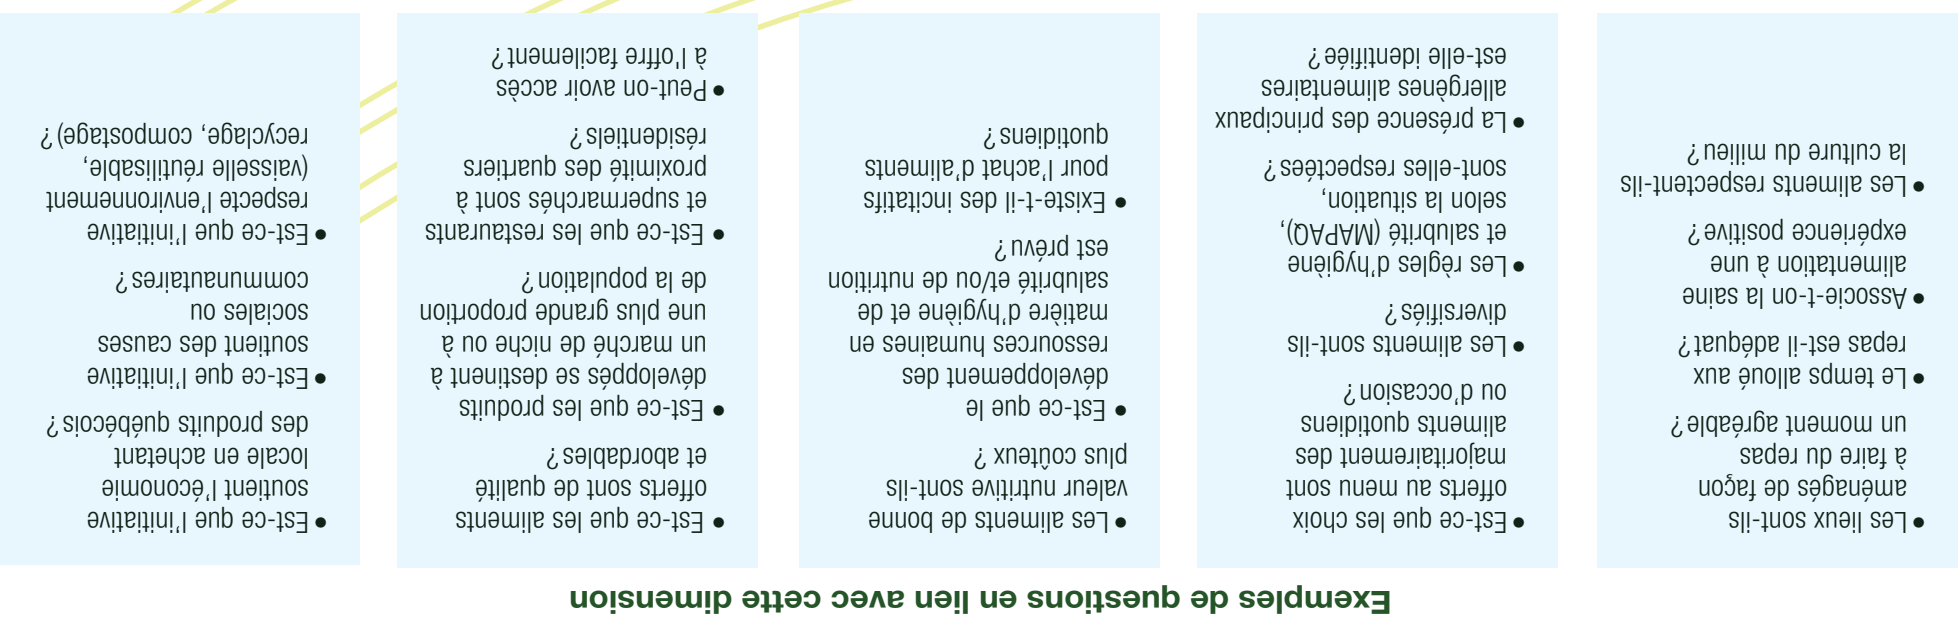 Exemples de questions en lien avec cette dimension
• Les lieux sont-ils
aménagés de façon
à faire du repas
un moment agréable ?
• Le temps alloué aux
repas est-il adéquat ?
• Associe-t-on la saine
alimentation à une
expérience positive ?
• Les aliments respectent-ils
la culture du milieu ?
• Est-ce que les choix
offerts au menu sont
majoritairement des
aliments quotidiens
ou d'occasion ?
• Les aliments sont-ils
diversifiés ?
• Les règles d'hygiène
et salubrité (MAPAQ),
selon la situation,
sont-elles respectées ?
• La présence des principaux
allergènes alimentaires
est-elle identifiée ?
• Les aliments de bonne
valeur nutritive sont-ils
plus coûteux ?
• Est-ce que le
développement des
ressources humaines en
matière d'hygiène et de
salubrité et/ou de nutrition
est prévu ?
• Existe-t-il des incitatifs
pour l'achat d'aliments
quotidiens ?
• Est-ce que les aliments
offerts sont de qualité
et abordables ?
• Est-ce que les produits
développés se destinent à
un marché de niche ou à
une plus grande proportion
de la population ?
• Est-ce que les restaurants
et supermarchés sont à
proximité des quartiers
résidentiels ?
• Peut-on avoir accès
à l'offre facilement ?
• Est-ce que l'initiative
soutient l'économie
locale en achetant
des produits québécois ?
• Est-ce que l'initiative
soutient des causes
sociales ou
communautaires ?
• Est-ce que l'initiative
respecte l'environnement
(vaisselle réutilisable,
recyclage, compostage) ?